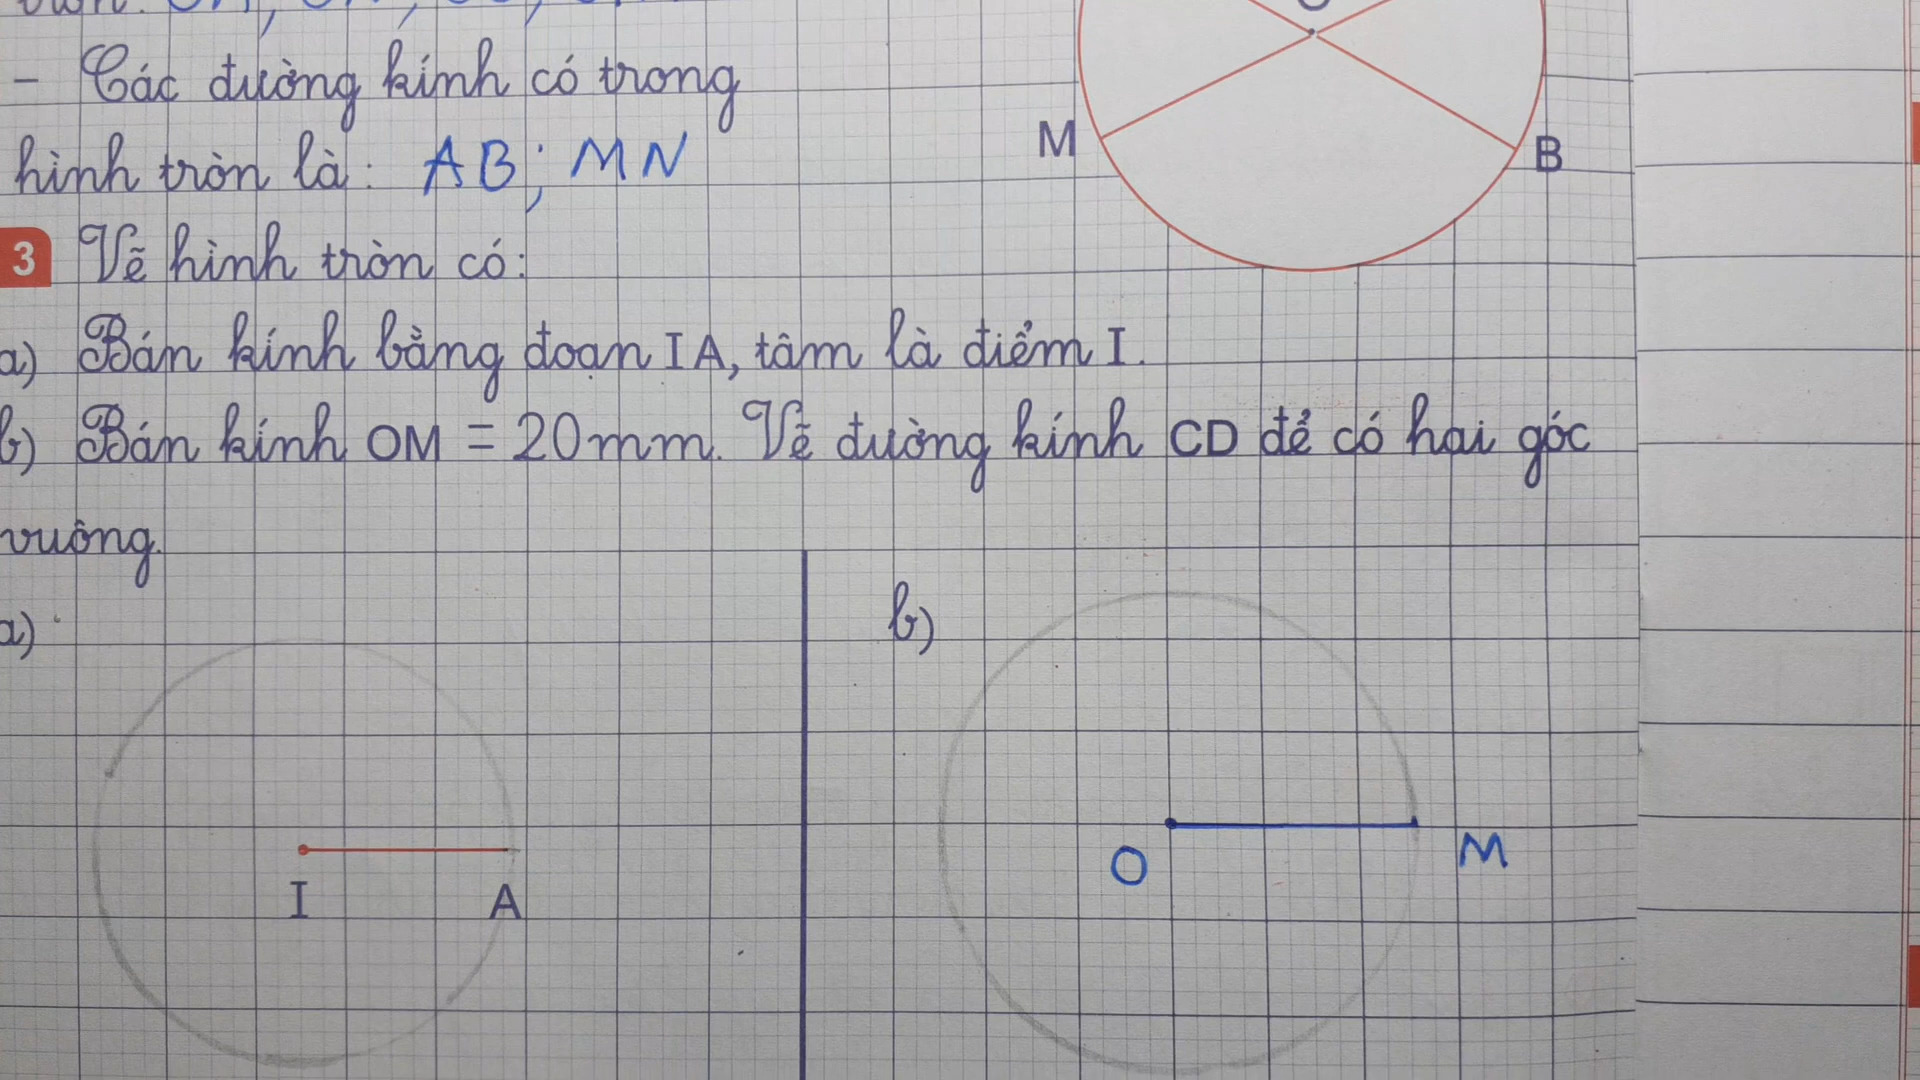 - Các đường kính có trong
hình tròn là: AB; MN
M
B
3 Vẽ hình tròn có:
a) Bán kính bằng đoạn IA, tâm là điểm I.
b) Bán kính OM = 20mm. Vẽ đường kính CD để có hai góc
vuông.
a)
b)
I A
O M